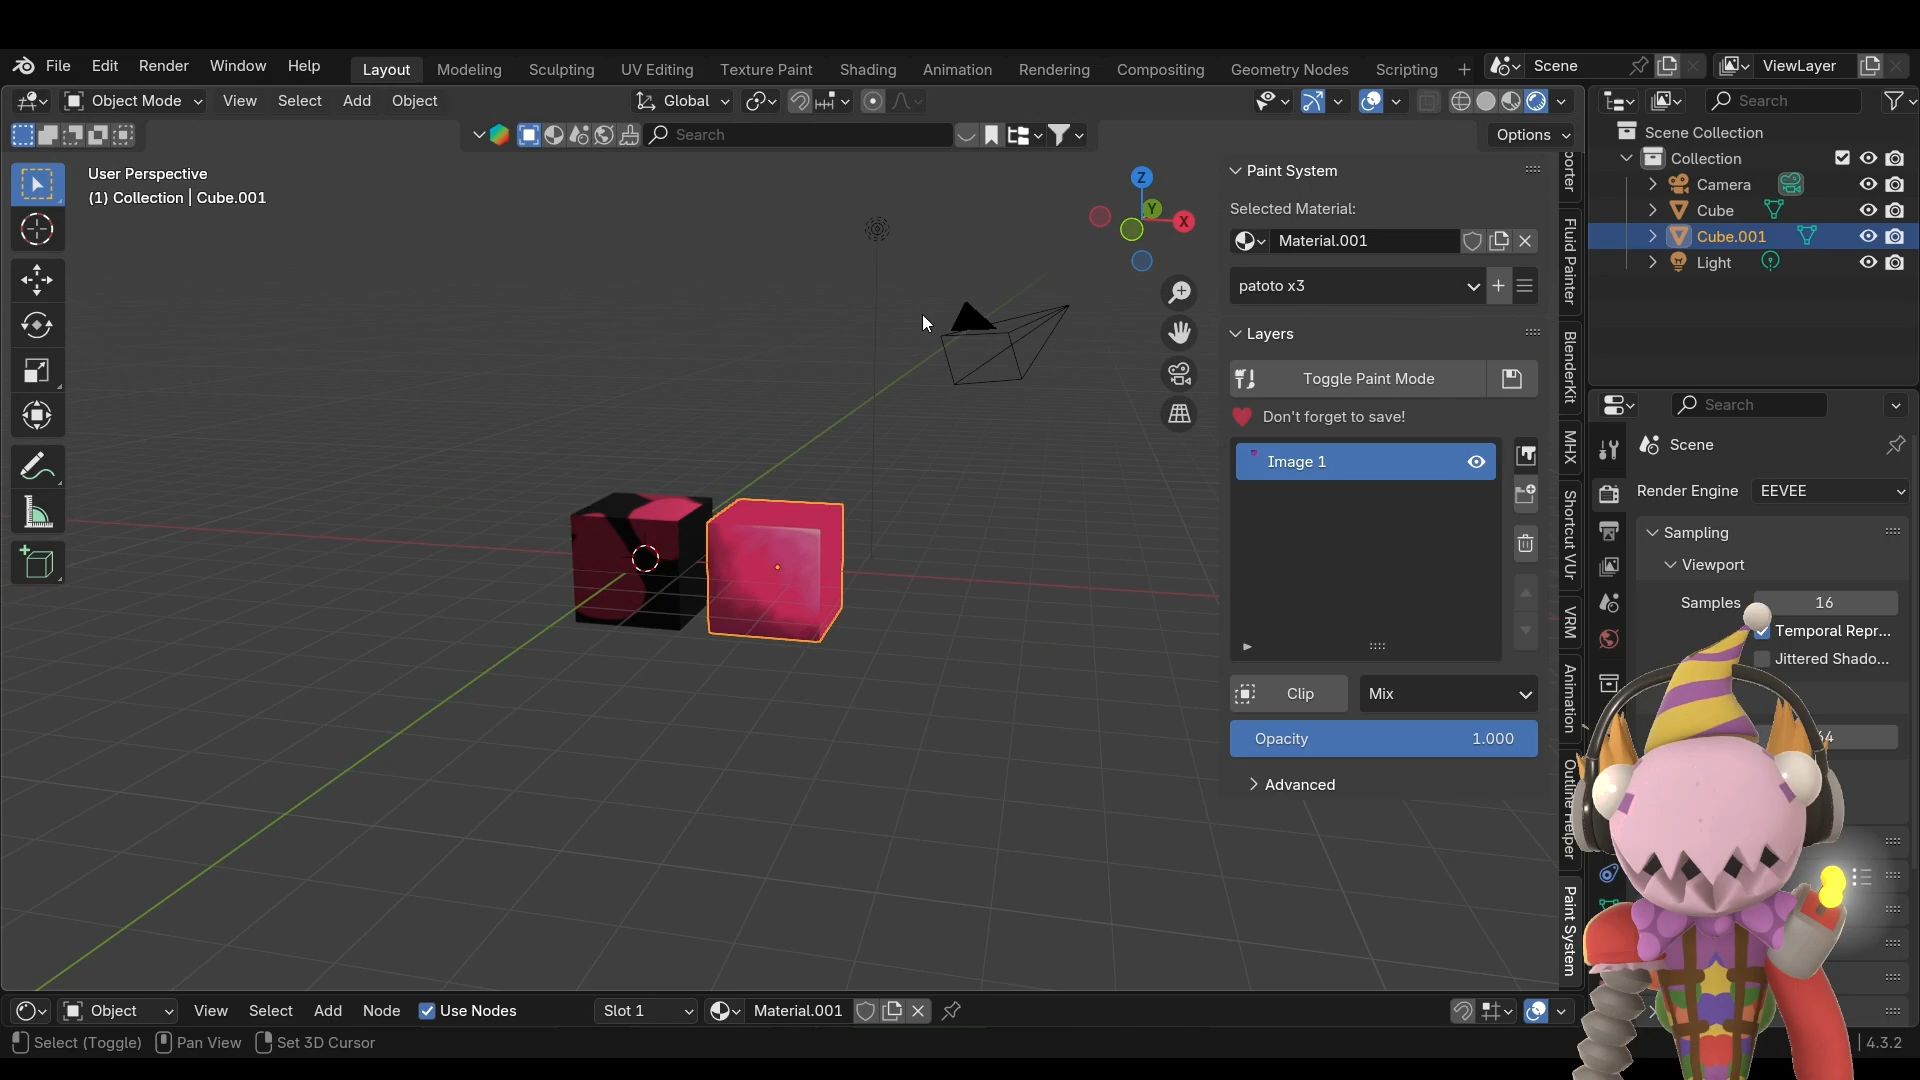 File Edit Render Window Help Layout Modeling Sculpting UV Editing Texture Paint Shading Animation Rendering Compositing Geometry Nodes Scripting + Scene ViewLayer
Object Mode View Select Add Object Global Search
Search Options
User Perspective
(1) Collection | Cube.001
Z
Y
X
Paint System
Selected Material:
Material.001
patoto x3
Layers
Toggle Paint Mode
Don't forget to save!
Image 1
Clip Mix
Opacity 1.000
Advanced
Fluid Painter
BlenderKit
MHX
Shortcut VUr
VRM
Animation
Outline Helper
Paint System
Scene Collection
Collection
Camera
Cube
Cube.001
Light
Search
Scene
Render Engine EEVEE
Sampling
Viewport
Samples 16
Temporal Repr...
Jittered Shado...
Object View Select Add Node Use Nodes Slot 1 Material.001
Select (Toggle) Pan View Set 3D Cursor 4.3.2